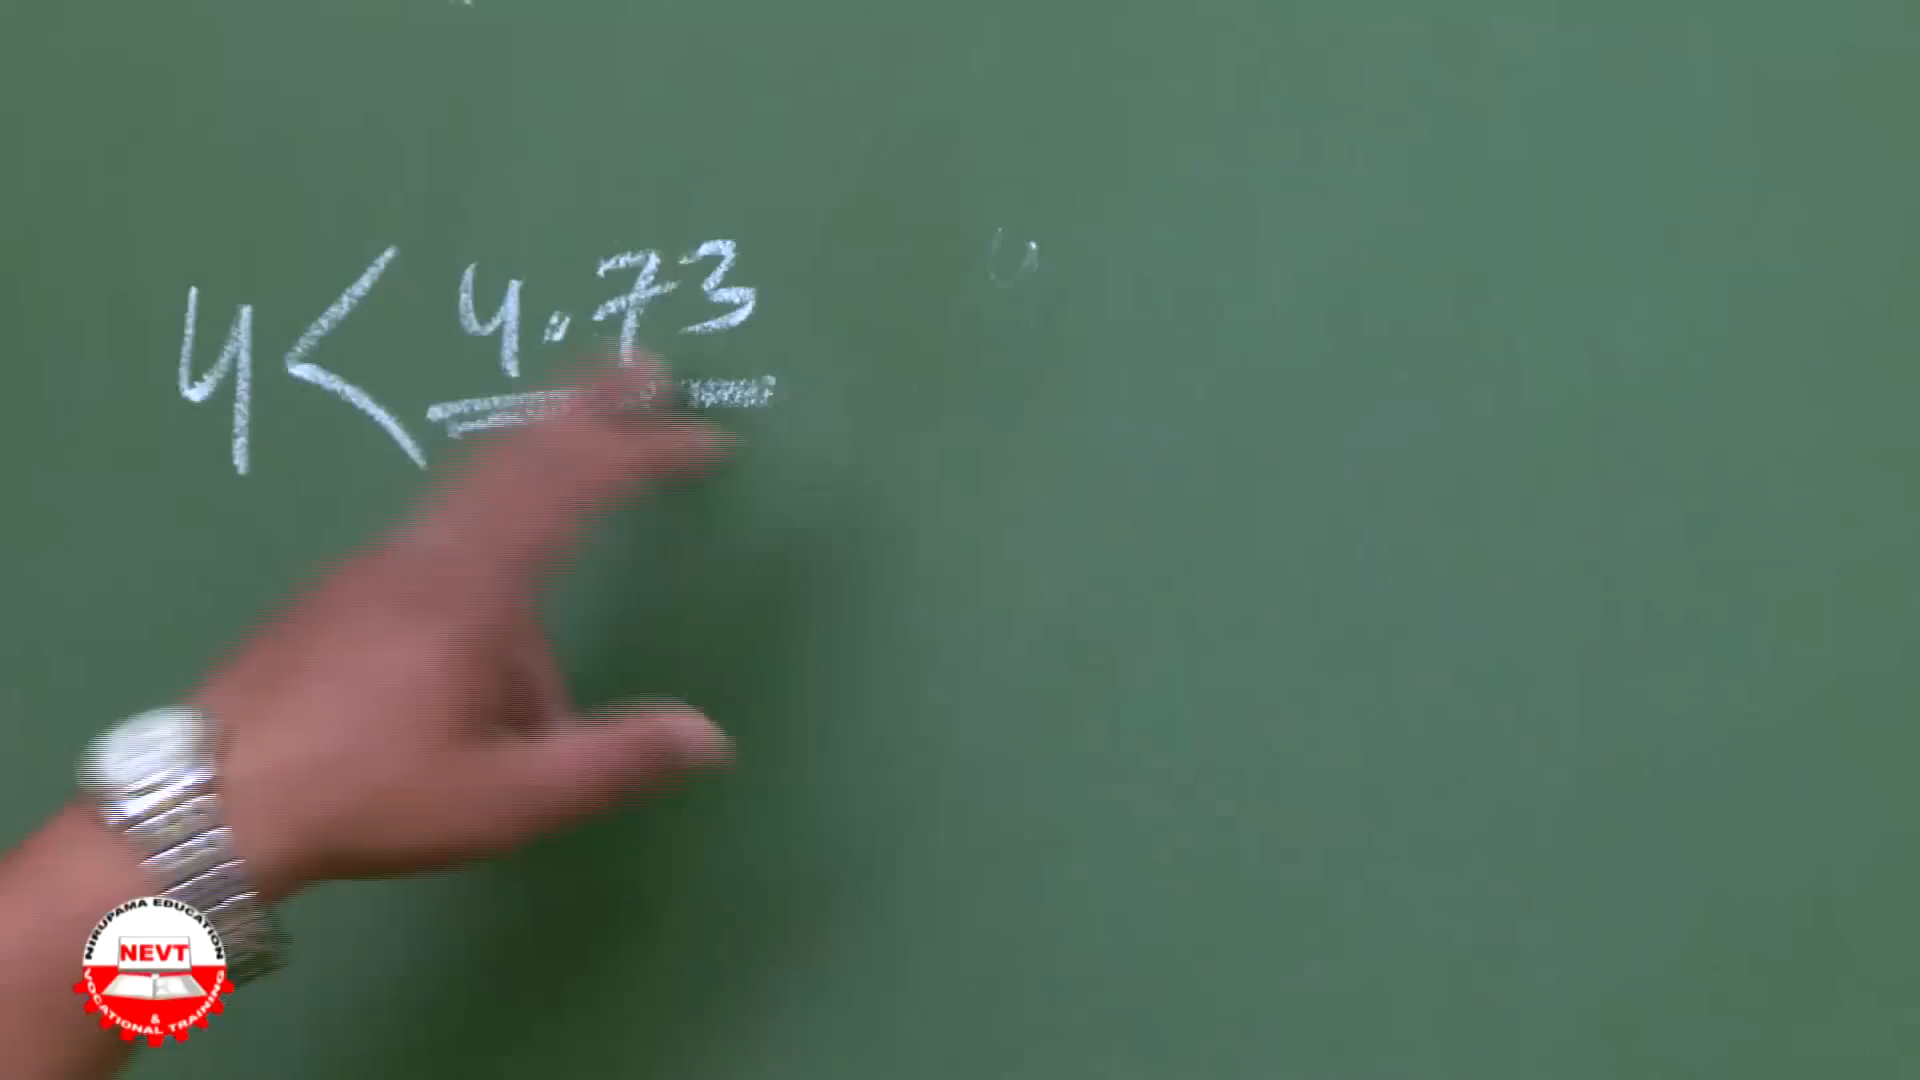 4 < 4.73
NIRUPAMA EDUCATION
NEVT
&
VOCATIONAL TRAINING